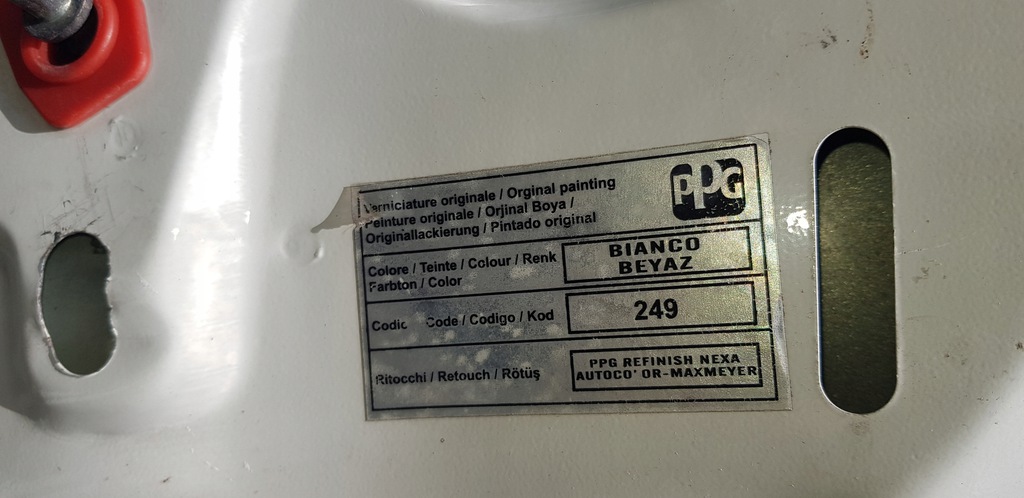 Verniciature originale / Orginal painting
Peinture originale / Orjinal Boya /
Originallackierung / Pintado original
PPG
Colore / Teinte / Colour / Renk
Farbton / Color
BIANCO
BEYAZ
Codic Code / Codigo / Kod
249
Ritocchi / Retouch / Rötüş
PPG REFINISH NEXA
AUTOCO' OR-MAXMEYER